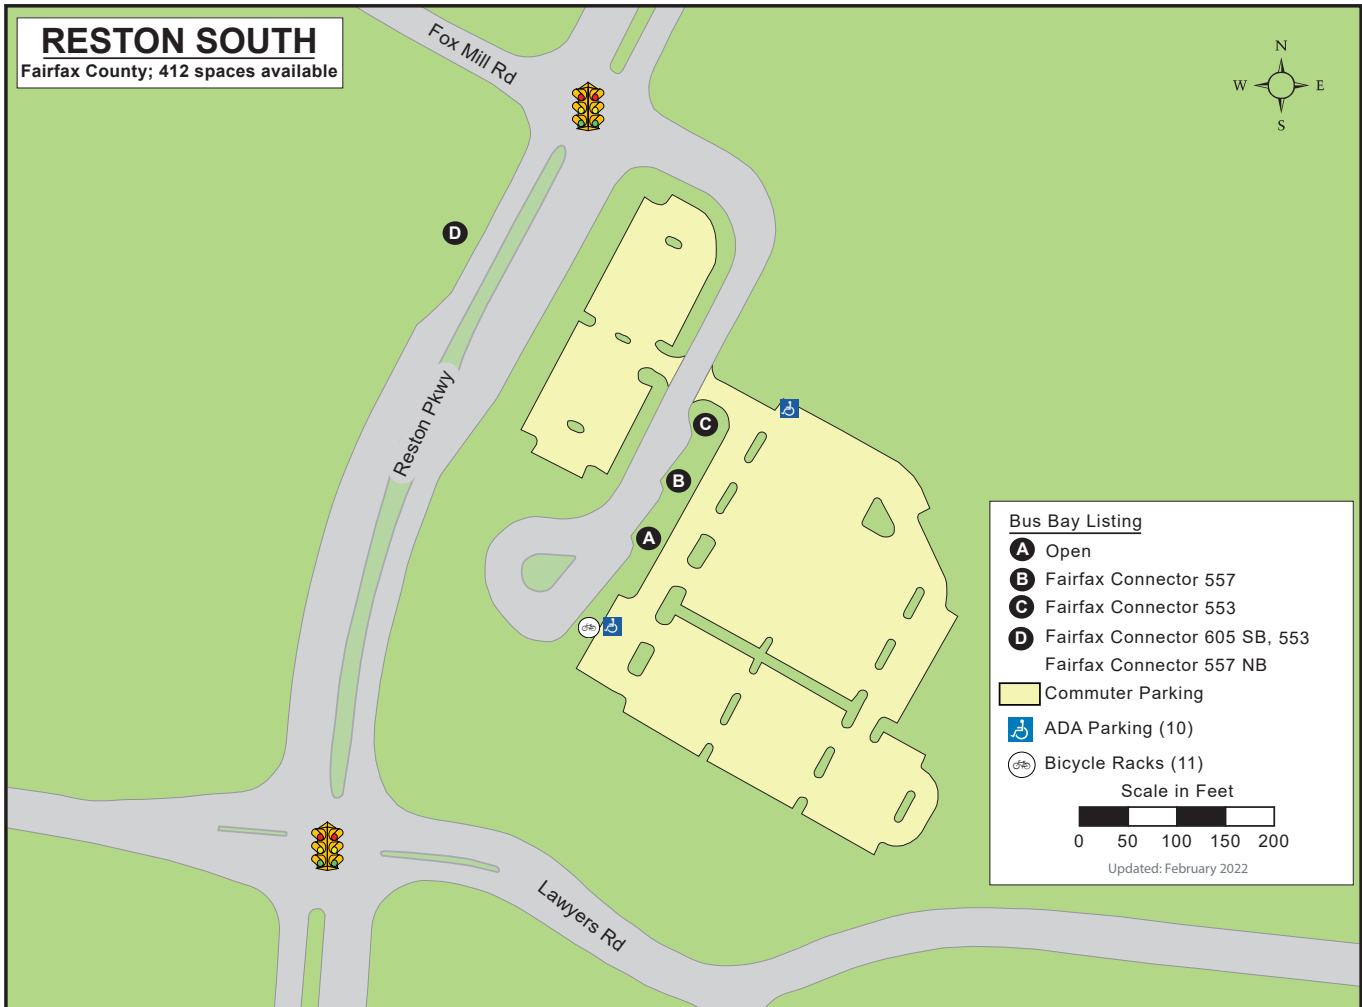 RESTON SOUTH
Fairfax County; 412 spaces available
Fox Mill Rd
N
W E
S
D
Reston Pkwy
C
B
A
Lawyers Rd
Bus Bay Listing
A Open
B Fairfax Connector 557
C Fairfax Connector 553
D Fairfax Connector 605 SB, 553
Fairfax Connector 557 NB
Commuter Parking
ADA Parking (10)
Bicycle Racks (11)
Scale in Feet
0 50 100 150 200
Updated: February 2022